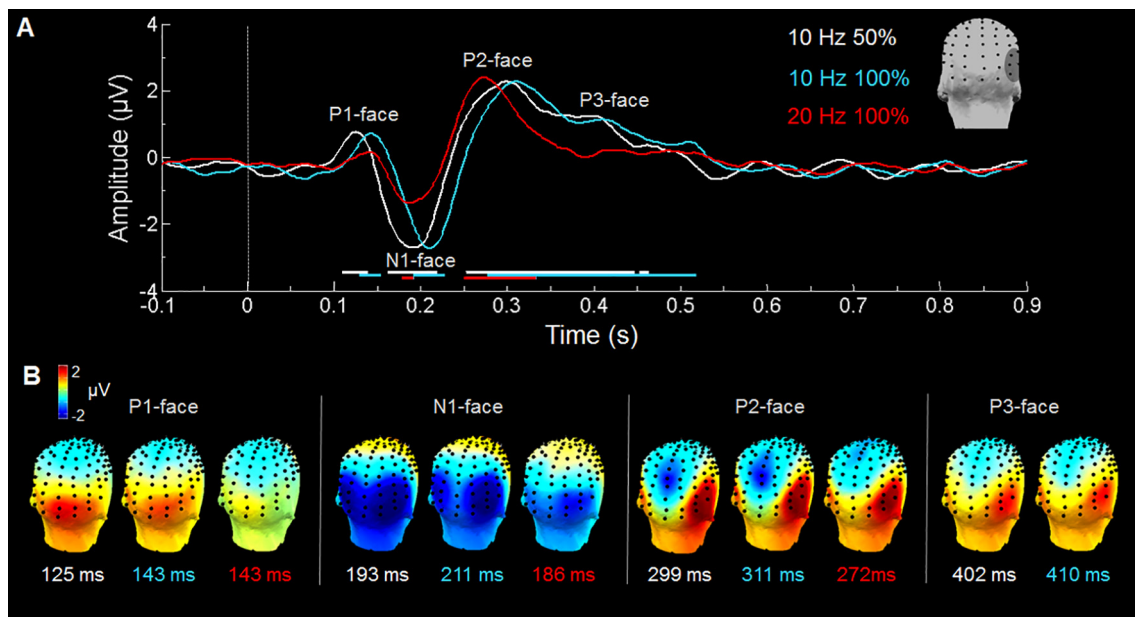 A
4
2
0
-2
-4
Amplitude (µV)
P1-face
N1-face
P2-face
P3-face
10 Hz 50%
10 Hz 100%
20 Hz 100%
-0.1 0 0.1 0.2 0.3 0.4 0.5 0.6 0.7 0.8 0.9
Time (s)
B
2
-2
µV
P1-face N1-face P2-face P3-face
125 ms 143 ms 143 ms 193 ms 211 ms 186 ms 299 ms 311 ms 272ms 402 ms 410 ms